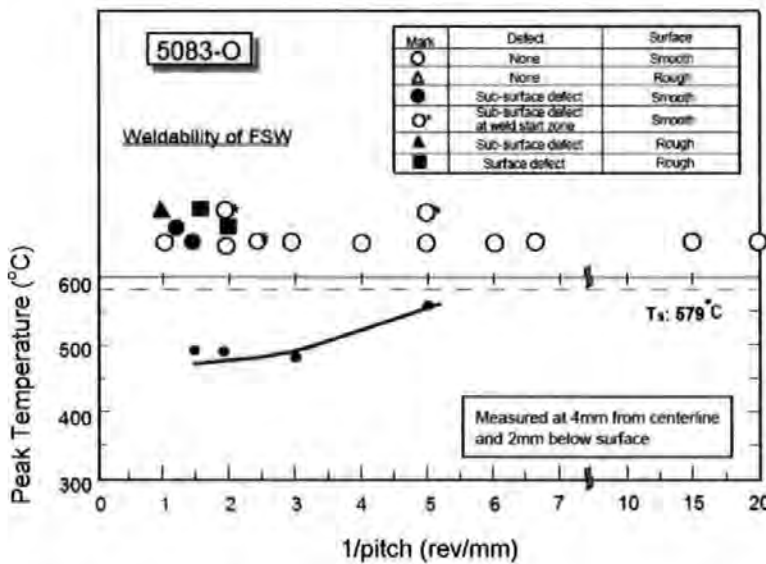 5083-O
Weldability of FSW
Mark Defect Surface
None Smooth
None Rough
Sub-surface defect Smooth
Sub-surface defect
at weld start zone Smooth
Sub-surface defect Rough
Surface defect Rough
Peak Temperature (°C)
600
500
400
300
Ts: 579°C
Measured at 4mm from centerline
and 2mm below surface
0 1 2 3 4 5 6 7 10 15 20
1/pitch (rev/mm)